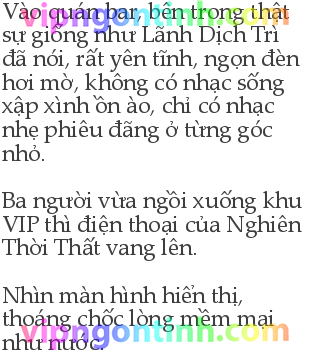 Vào quán bar, bên trong thật
sự giống như Lãnh Dịch Trì
đã nói, rất yên tĩnh, ngọn đèn
hơi mờ, không có nhạc sống
xập xình ồn ào, chỉ có nhạc
nhẹ phiêu đãng ở từng góc
nhỏ.
Ba người vừa ngồi xuống khu
VIP thì điện thoại của Nghiên
Thời Thất vang lên.
Nhìn màn hình hiển thị,
thoáng chốc lòng mềm mại
như nước.
vipngontinh.com
vipngontinh.com